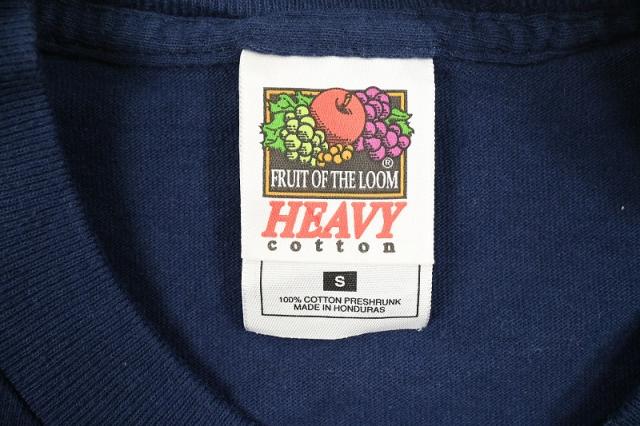 ®
FRUIT OF THE LOOM
HEAVY
cotton
S
100% COTTON PRESHRUNK
MADE IN HONDURAS